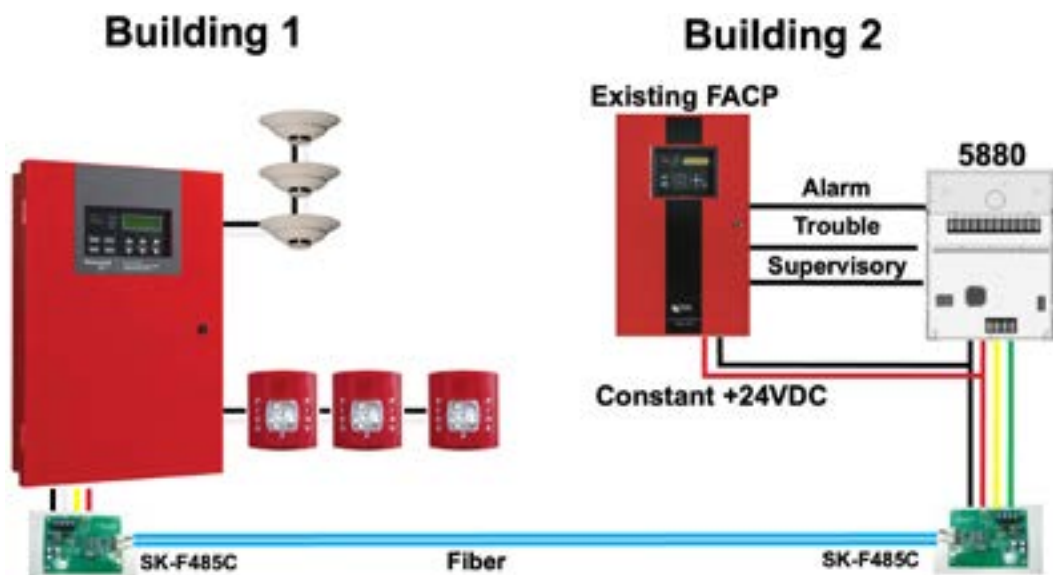 Building 1
Building 2
Existing FACP
5880
Alarm
Trouble
Supervisory
Constant +24VDC
SK-F485C
Fiber
SK-F485C